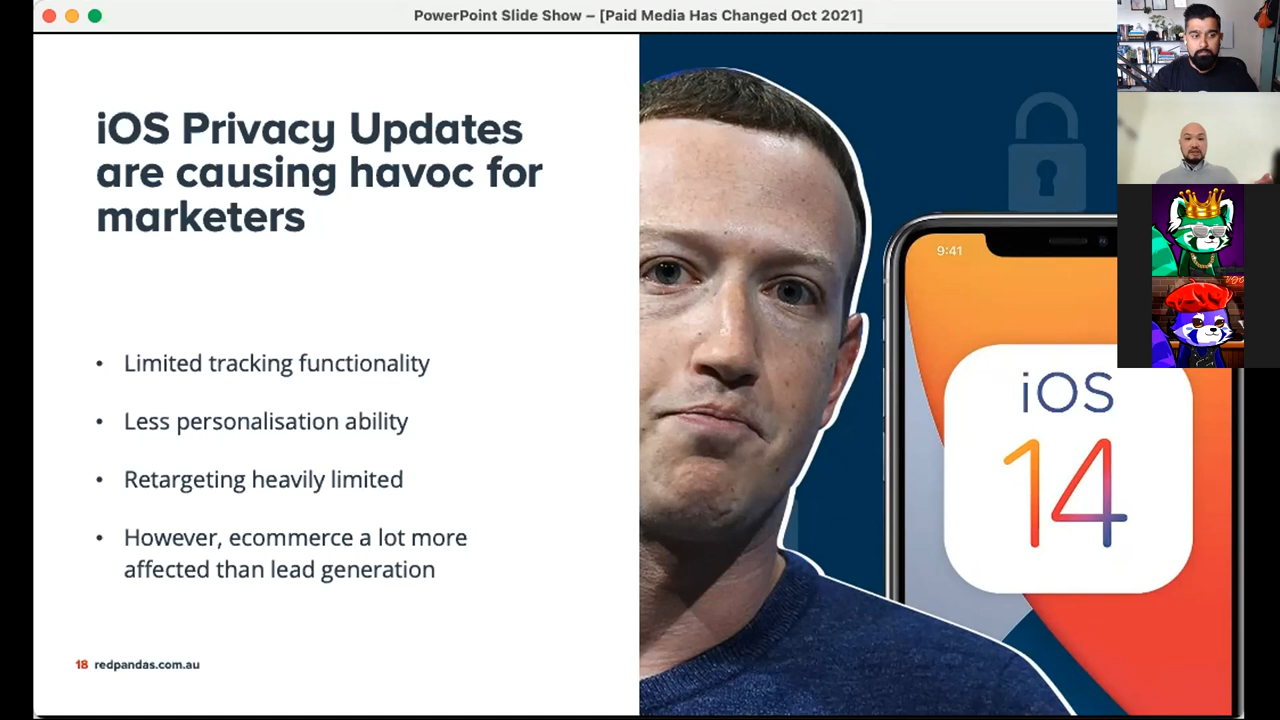 PowerPoint Slide Show – [Paid Media Has Changed Oct 2021]
iOS Privacy Updates
are causing havoc for
marketers
• Limited tracking functionality
• Less personalisation ability
• Retargeting heavily limited
• However, ecommerce a lot more
affected than lead generation
18 redpandas.com.au
9:41
iOS
14